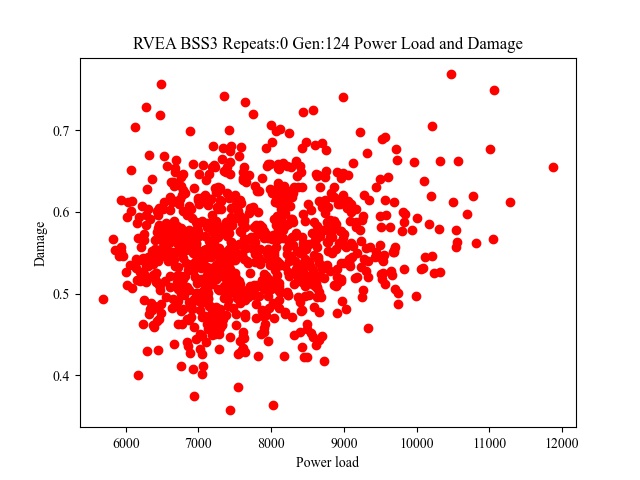 RVEA BSS3 Repeats:0 Gen:124 Power Load and Damage
Damage
0.7
0.6
0.5
0.4
6000 7000 8000 9000 10000 11000 12000
Power load